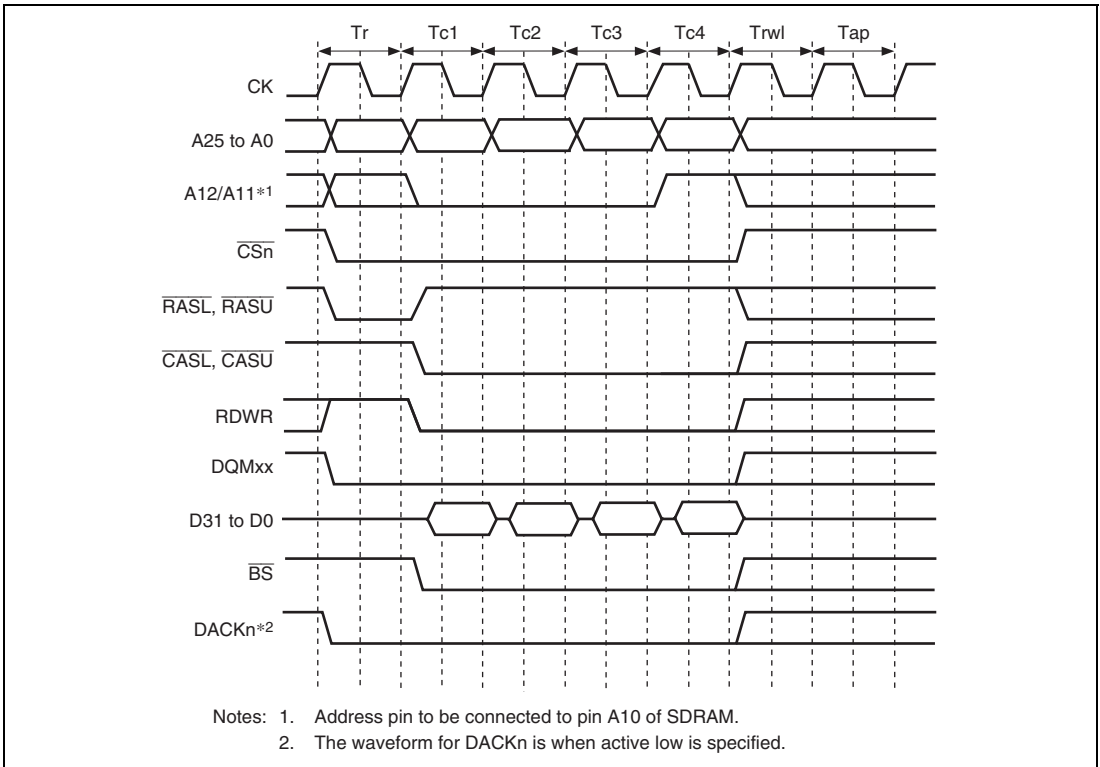 Tr Tc1 Tc2 Tc3 Tc4 Trwl Tap
CK
A25 to A0
A12/A11*1
CSn
RASL, RASU
CASL, CASU
RDWR
DQMxx
D31 to D0
BS
DACKn*2
Notes: 1. Address pin to be connected to pin A10 of SDRAM.
2. The waveform for DACKn is when active low is specified.